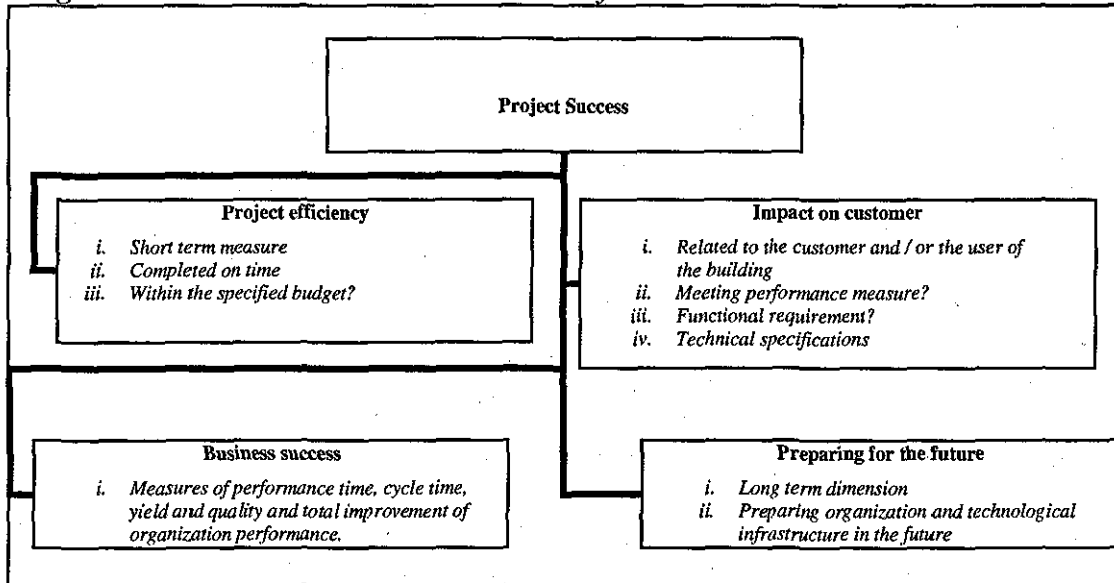 Project Success
Project efficiency
i. Short term measure
ii. Completed on time
iii. Within the specified budget?
Impact on customer
i. Related to the customer and / or the user of
the building
ii. Meeting performance measure?
iii. Functional requirement?
iv. Technical specifications
Business success
i. Measures of performance time, cycle time,
yield and quality and total improvement of
organization performance.
Preparing for the future
i. Long term dimension
ii. Preparing organization and technological
infrastructure in the future